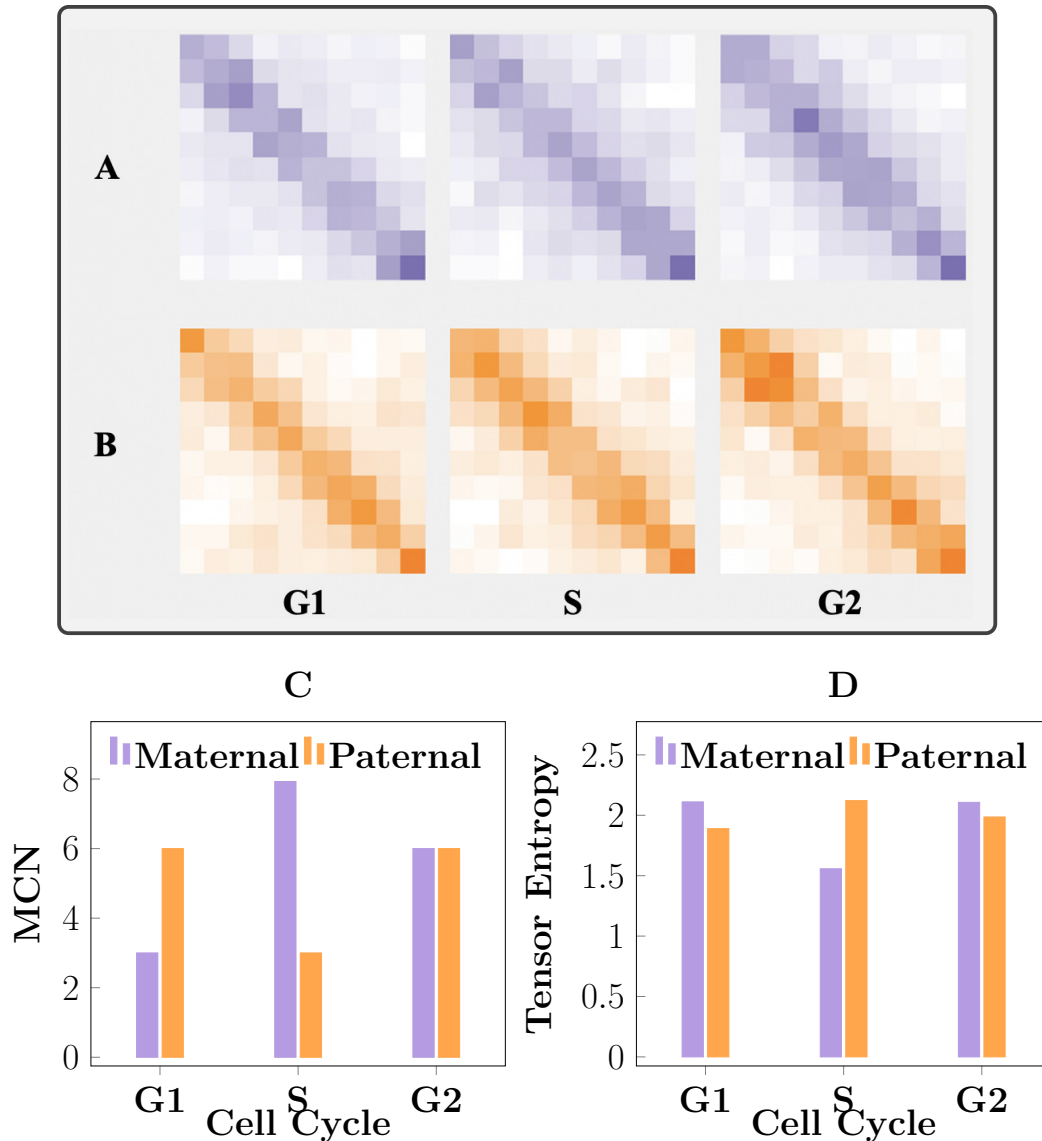 A
B
G1 S G2
C
Maternal Paternal
MCN
8
6
4
2
0
G1 S G2
Cell Cycle
D
Maternal Paternal
Tensor Entropy
2.5
2
1.5
1
0.5
0
G1 S G2
Cell Cycle